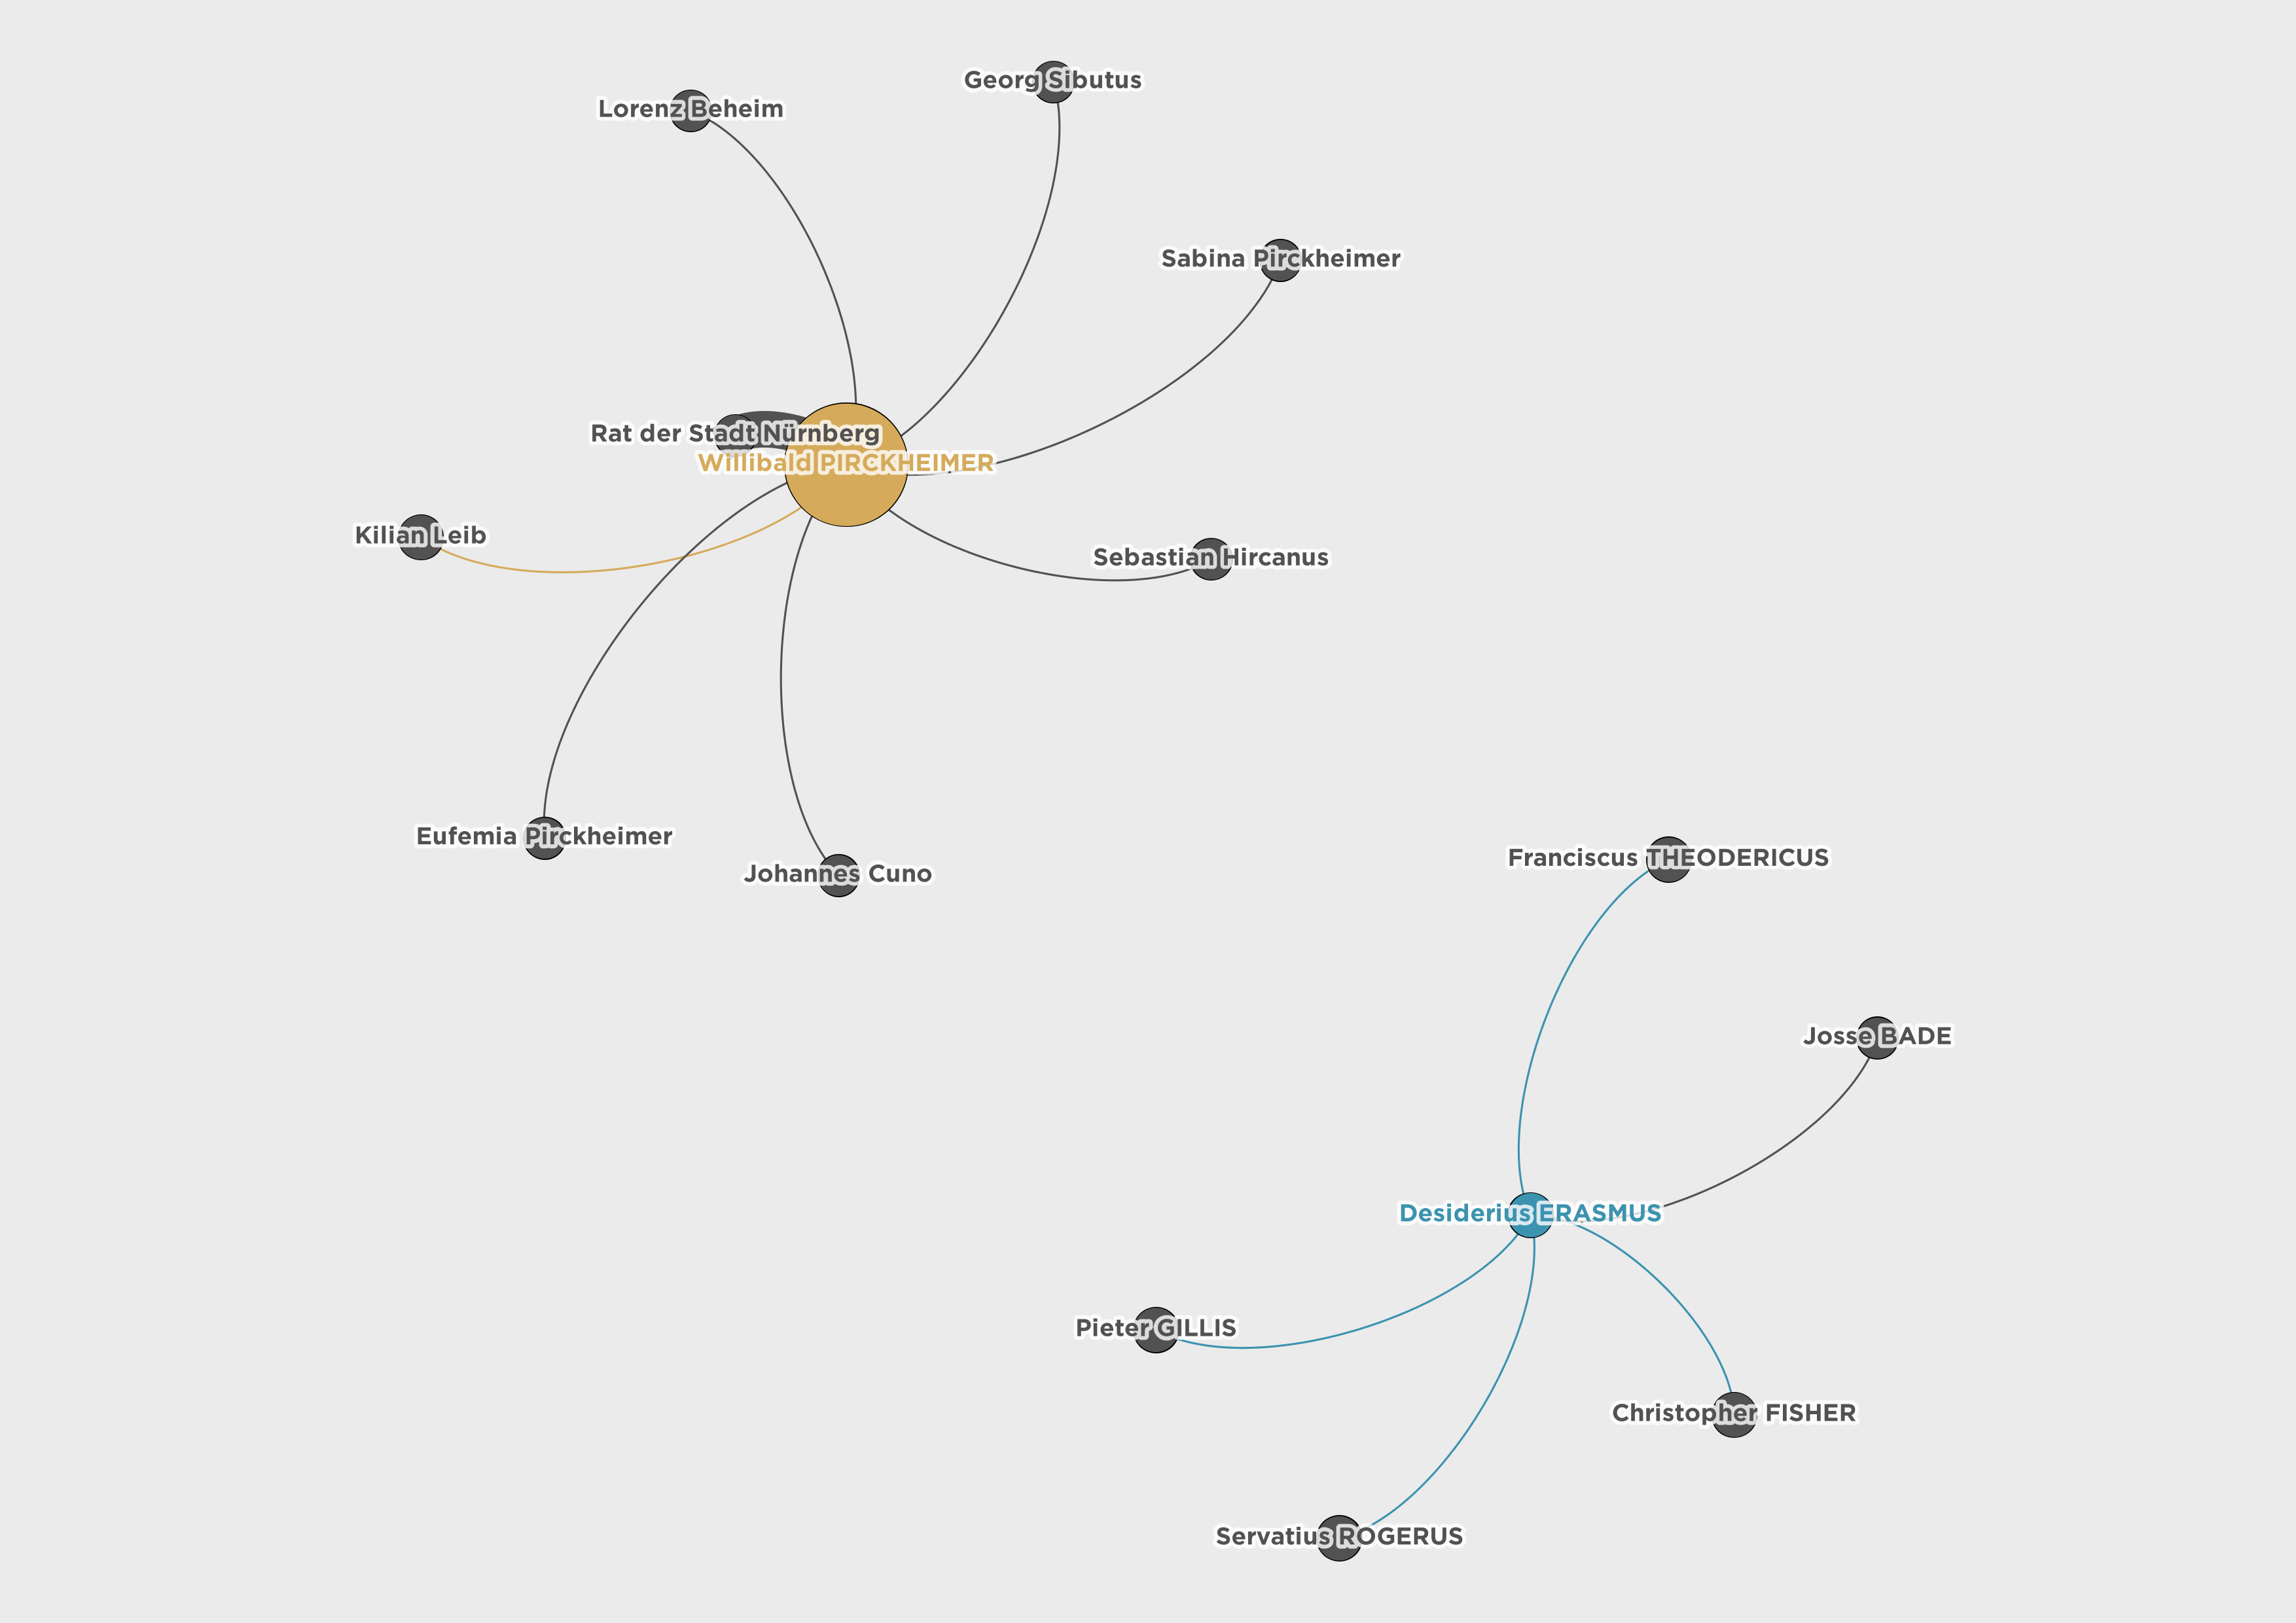 Georg Sibutus
Lorenz Beheim
Sabina Pirckheimer
Rat der Stadt Nürnberg
Willibald PIRCKHEIMER
Kilian Leib
Sebastian Hircanus
Eufemia Pirckheimer
Johannes Cuno
Franciscus THEODERICUS
Josse BADE
Desiderius ERASMUS
Pieter GILLIS
Christopher FISHER
Servatius ROGERUS